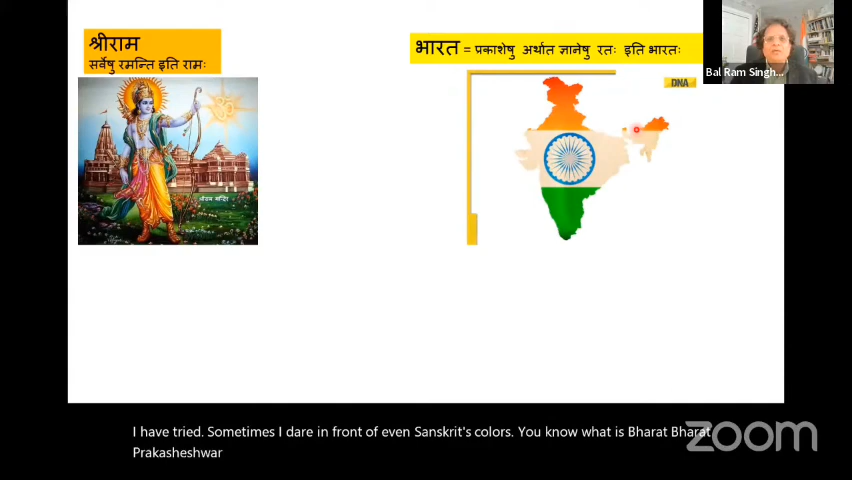 श्रीराम
सर्वेषु रमन्ति इति रामः
भारत = प्रकाशेषु अर्थात ज्ञानेषु रतः इति भारतः
Bal Ram Singh...
DNA
ॐ
श्रीराम मन्दिर
I have tried. Sometimes I dare in front of even Sanskrit's colors. You know what is Bharat Bharat
Prakasheshwar
zoom